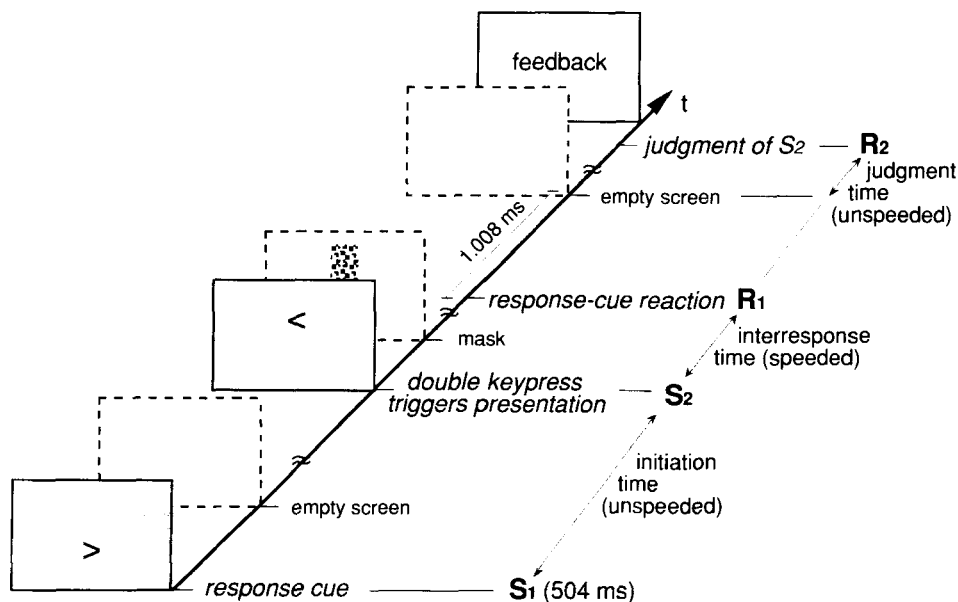 feedback
t
judgment of S2
R2
judgment
time
(unspeeded)
empty screen
1.008 ms
<
response-cue reaction
R1
interresponse
time (speeded)
mask
double keypress
triggers presentation
S2
initiation
time
(unspeeded)
empty screen
>
response cue
S1 (504 ms)